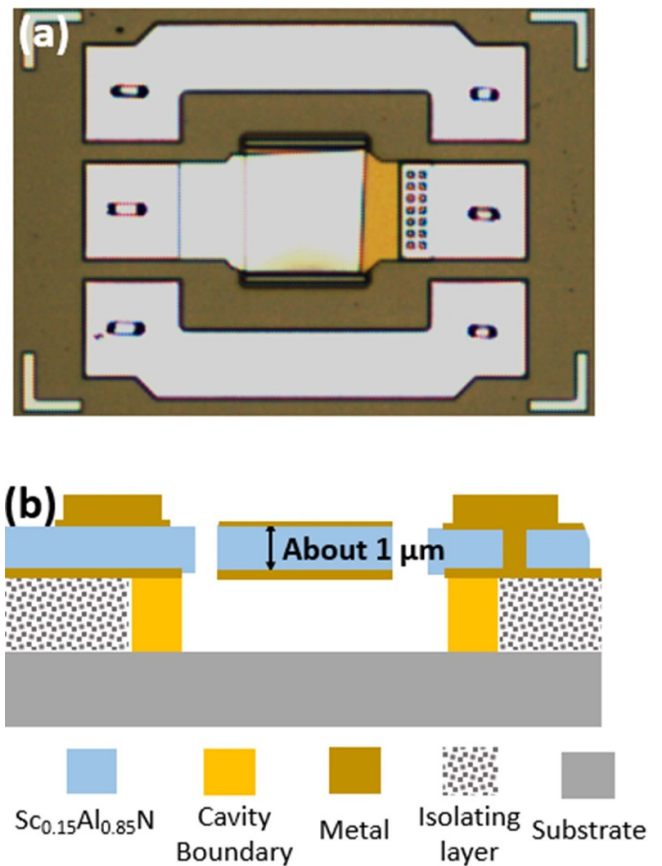 (a)
(b)
About 1 μm
Sc₀.₁₅Al₀.₈₅N
Cavity
Boundary
Metal
Isolating
layer
Substrate